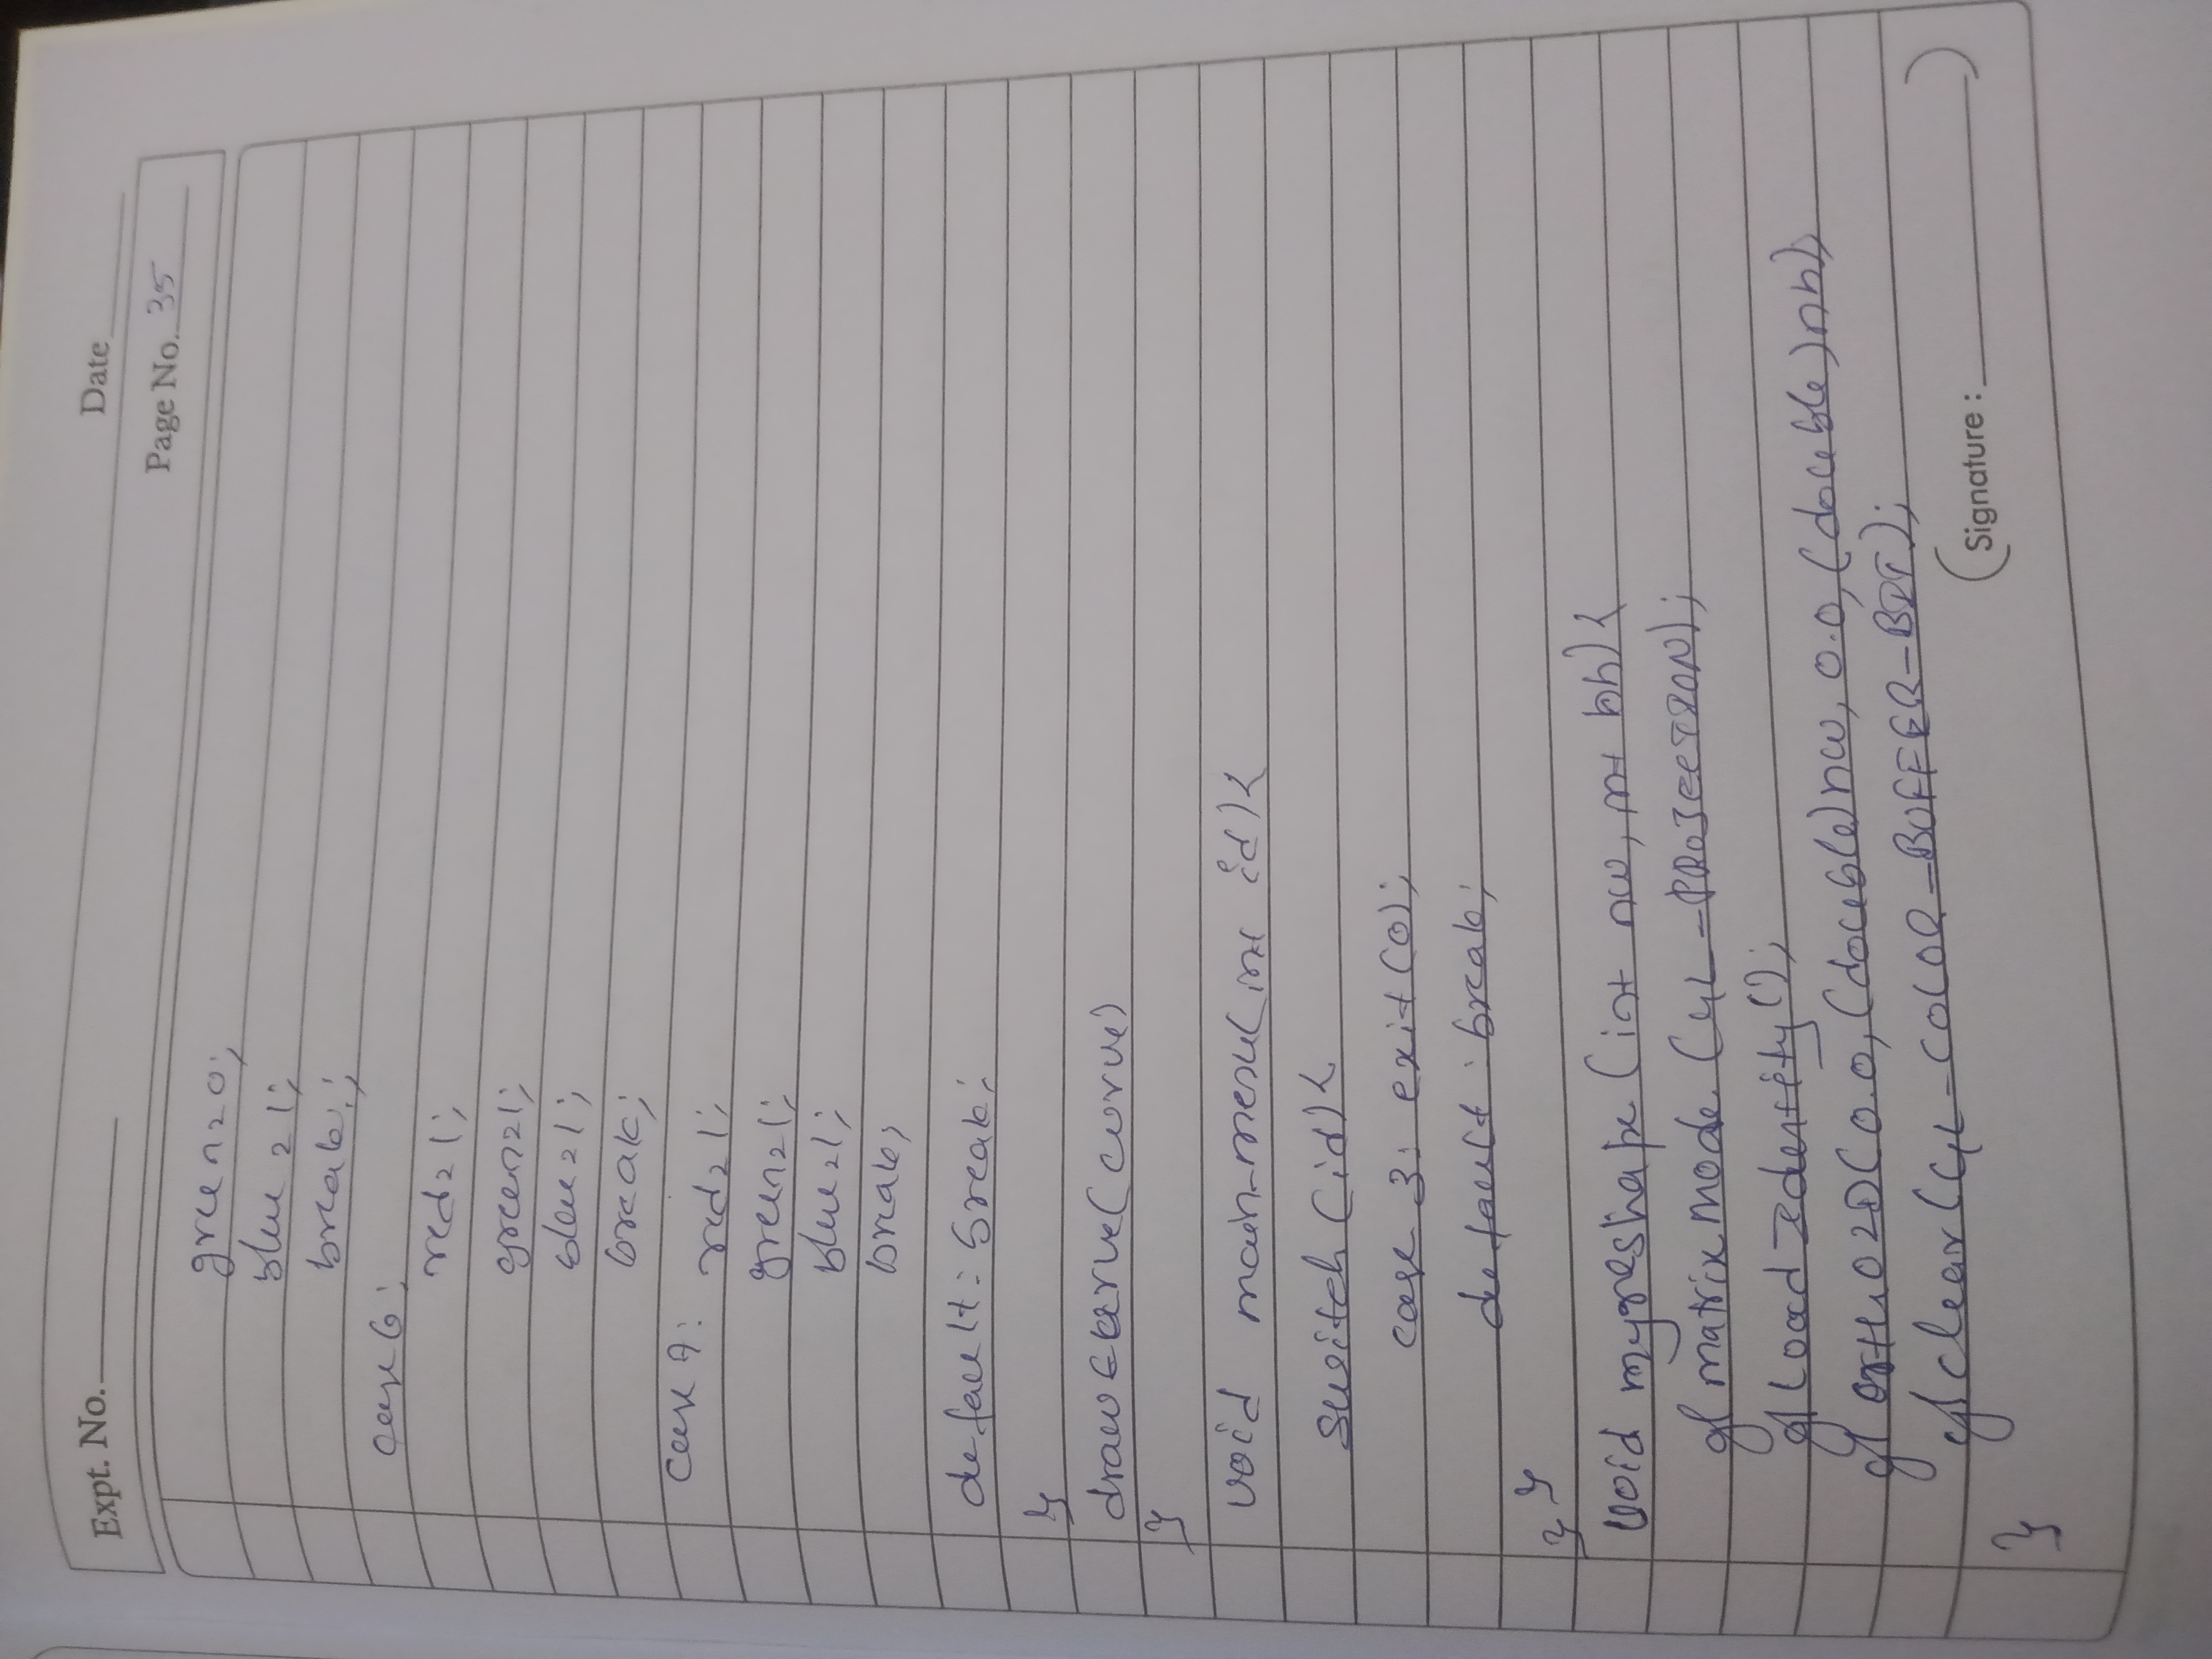 Expt. No.
Date
Page No. 35
green=0;
blue=1;
break;
case 6:
red=1;
green=1;
blue=1;
break;
case 7:
red=1;
green=1;
blue=1;
break;
default: break;
}
(curve)
}
void main-menu(int id){
switch(id){
case 3: exit(0);
default: break;
}}
void myreshape(int nw, int nh){
glmatrixmode(GL-PROJECTION);
glLoadIdentity();
glortho2D(0.0,(double)nw,0.0,(double)nh);
glclear(GL-COLOR-BUFFER-BIT);
}
(Signature: )